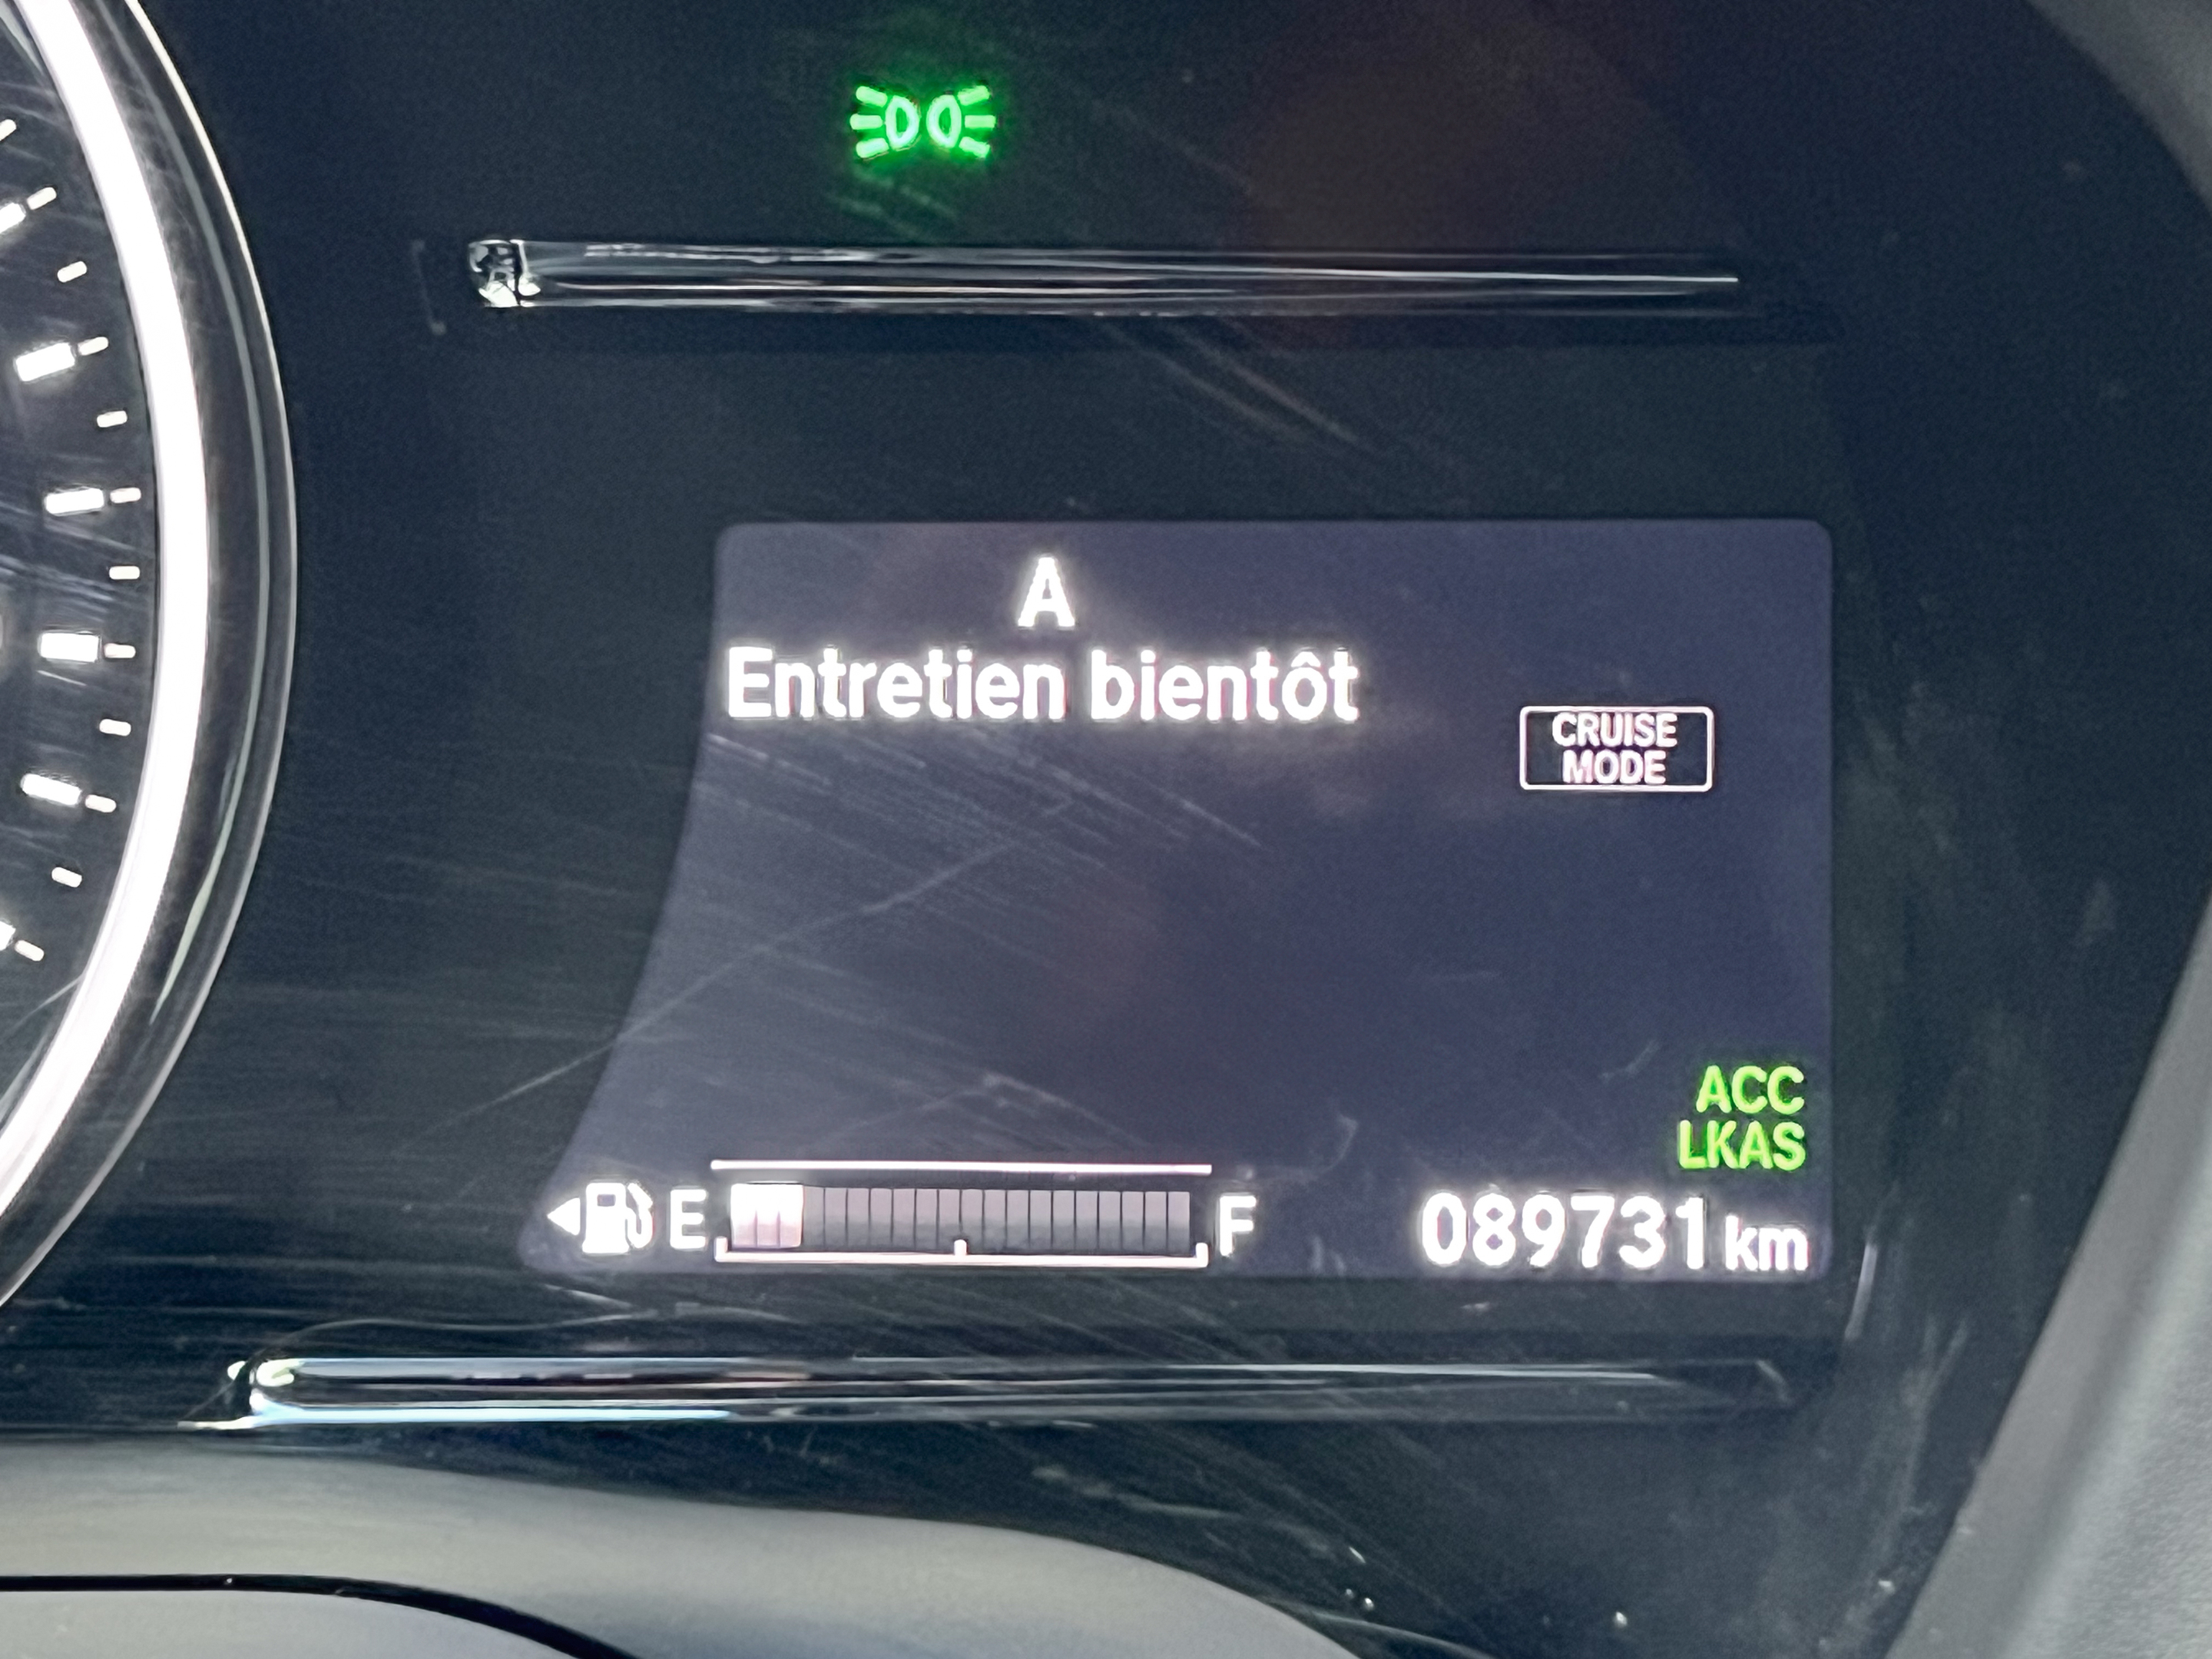 A
Entretien bientôt
CRUISE
MODE
ACC
LKAS
E F 089731 km